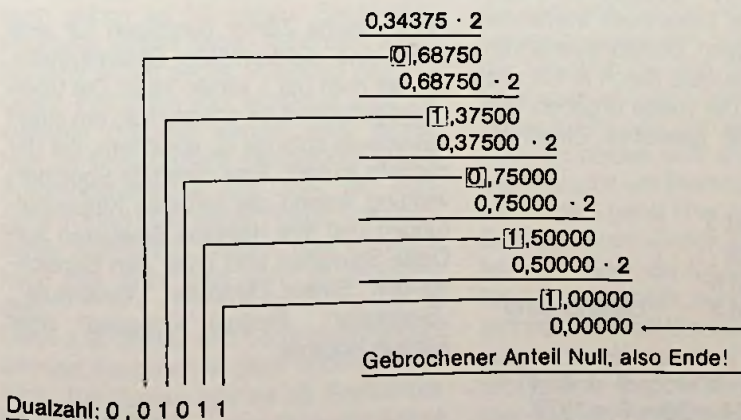 0,34375 · 2
0,68750
0,68750 · 2
1,37500
0,37500 · 2
0,75000
0,75000 · 2
1,50000
0,50000 · 2
1,00000
0,00000
Gebrochener Anteil Null, also Ende!
Dualzahl: 0,01011